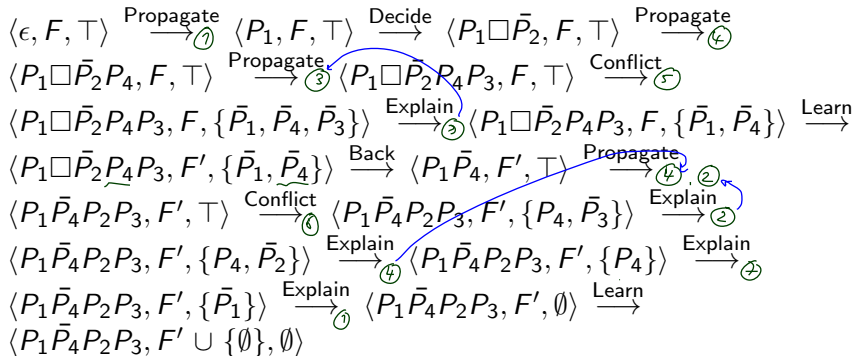 ⟨ϵ, F, ⊤⟩ Propagate ⟶ ① ⟨P₁, F, ⊤⟩ Decide ⟶ ⟨P₁□P̄₂, F, ⊤⟩ Propagate ⟶ ④
⟨P₁□P̄₂P₄, F, ⊤⟩ Propagate ⟶ ③ ⟨P₁□P̄₂P₄P₃, F, ⊤⟩ Conflict ⟶ ⑤
⟨P₁□P̄₂P₄P₃, F, {P̄₁, P̄₄, P̄₃}⟩ Explain ⟶ ③ ⟨P₁□P̄₂P₄P₃, F, {P̄₁, P̄₄}⟩ Learn ⟶
⟨P₁□P̄₂P₄P₃, F′, {P̄₁, P̄₄}⟩ Back ⟶ ⟨P₁P̄₄, F′, ⊤⟩ Propagate ⟶ ④, ②
⟨P₁P̄₄P₂P₃, F′, ⊤⟩ Conflict ⟶ ⑥ ⟨P₁P̄₄P₂P₃, F′, {P₄, P̄₃}⟩ Explain ⟶ ②
⟨P₁P̄₄P₂P₃, F′, {P₄, P̄₂}⟩ Explain ⟶ ④ ⟨P₁P̄₄P₂P₃, F′, {P₄}⟩ Explain ⟶ ⑦
⟨P₁P̄₄P₂P₃, F′, {P̄₁}⟩ Explain ⟶ ① ⟨P₁P̄₄P₂P₃, F′, ∅⟩ Learn ⟶
⟨P₁P̄₄P₂P₃, F′ ∪ {∅}, ∅⟩